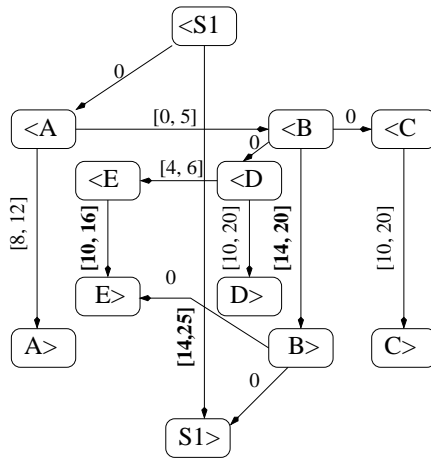 <S1
0
[0, 5]
0
<A
<B
<C
0
[4, 6]
<E
<D
[8, 12]
[10, 16]
[10, 20]
[14, 20]
[10, 20]
0
E>
D>
[14,25]
A>
B>
C>
0
S1>